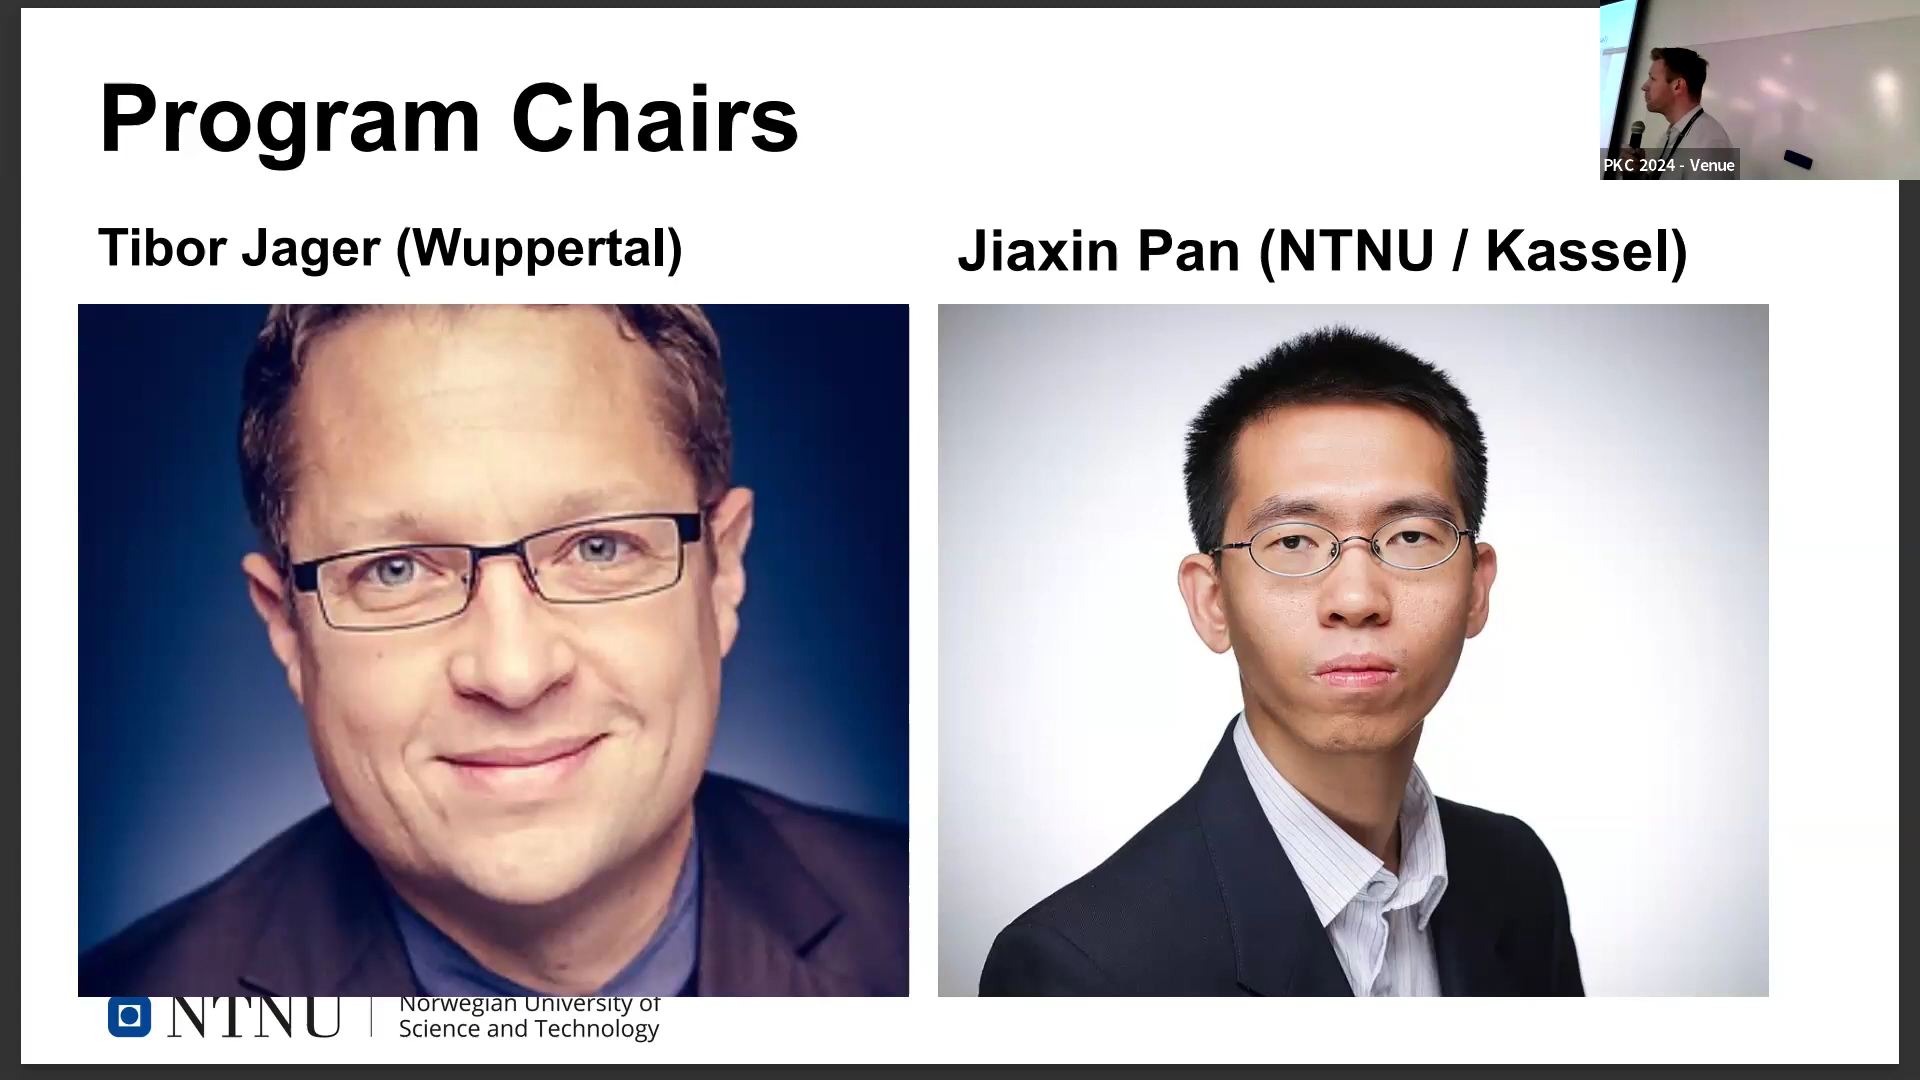 Program Chairs
PKC 2024 - Venue
Tibor Jager (Wuppertal)
Jiaxin Pan (NTNU / Kassel)
NTNU
Norwegian University of
Science and Technology